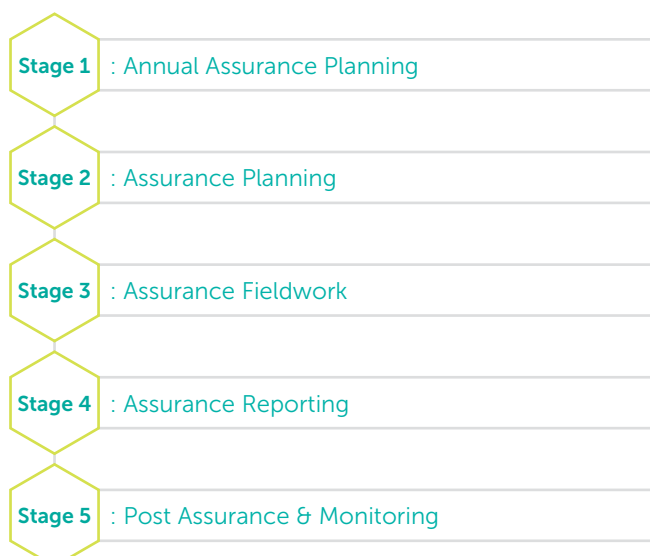 Stage 1 : Annual Assurance Planning
Stage 2 : Assurance Planning
Stage 3 : Assurance Fieldwork
Stage 4 : Assurance Reporting
Stage 5 : Post Assurance & Monitoring